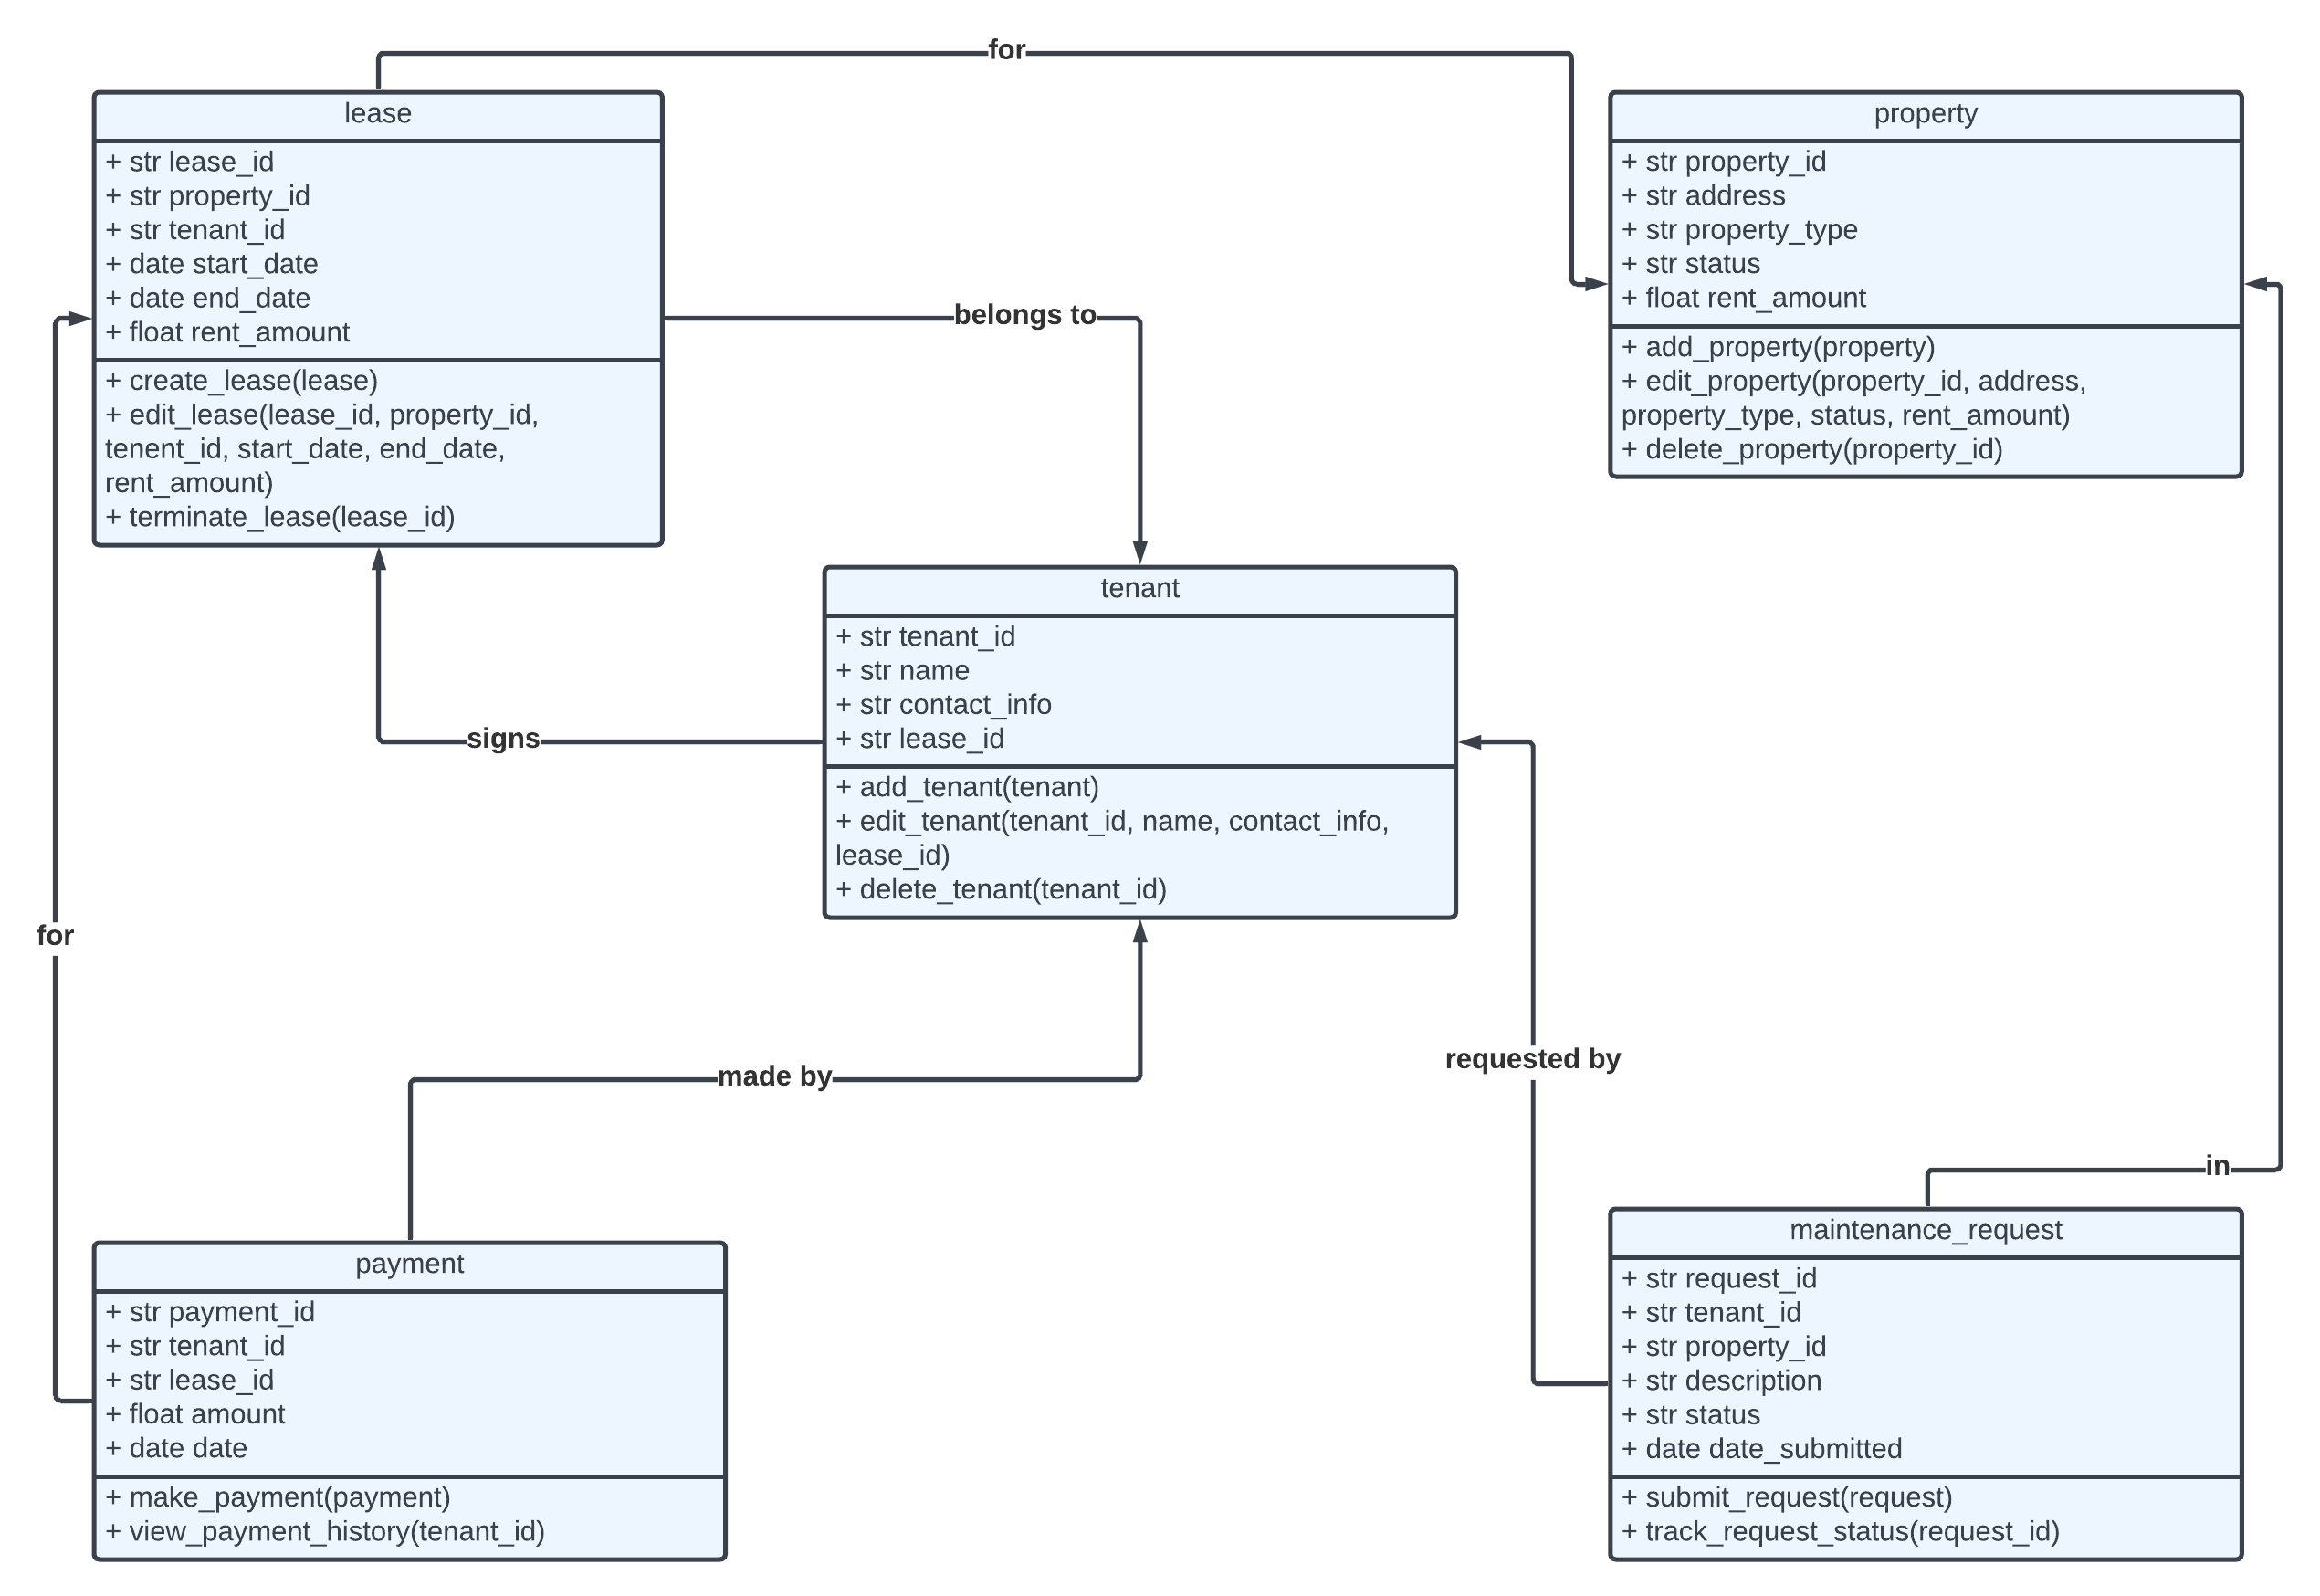 for
lease
+ str lease_id
+ str property_id
+ str tenant_id
+ date start_date
+ date end_date
+ float rent_amount
+ create_lease(lease)
+ edit_lease(lease_id, property_id,
tenent_id, start_date, end_date,
rent_amount)
+ terminate_lease(lease_id)
property
+ str property_id
+ str address
+ str property_type
+ str status
+ float rent_amount
+ add_property(property)
+ edit_property(property_id, address,
property_type, status, rent_amount)
+ delete_property(property_id)
belongs to
tenant
+ str tenant_id
+ str name
+ str contact_info
+ str lease_id
+ add_tenant(tenant)
+ edit_tenant(tenant_id, name, contact_info,
lease_id)
+ delete_tenant(tenant_id)
signs
for
made by
requested by
in
payment
+ str payment_id
+ str tenant_id
+ str lease_id
+ float amount
+ date date
+ make_payment(payment)
+ view_payment_history(tenant_id)
maintenance_request
+ str request_id
+ str tenant_id
+ str property_id
+ str description
+ str status
+ date date_submitted
+ submit_request(request)
+ track_request_status(request_id)